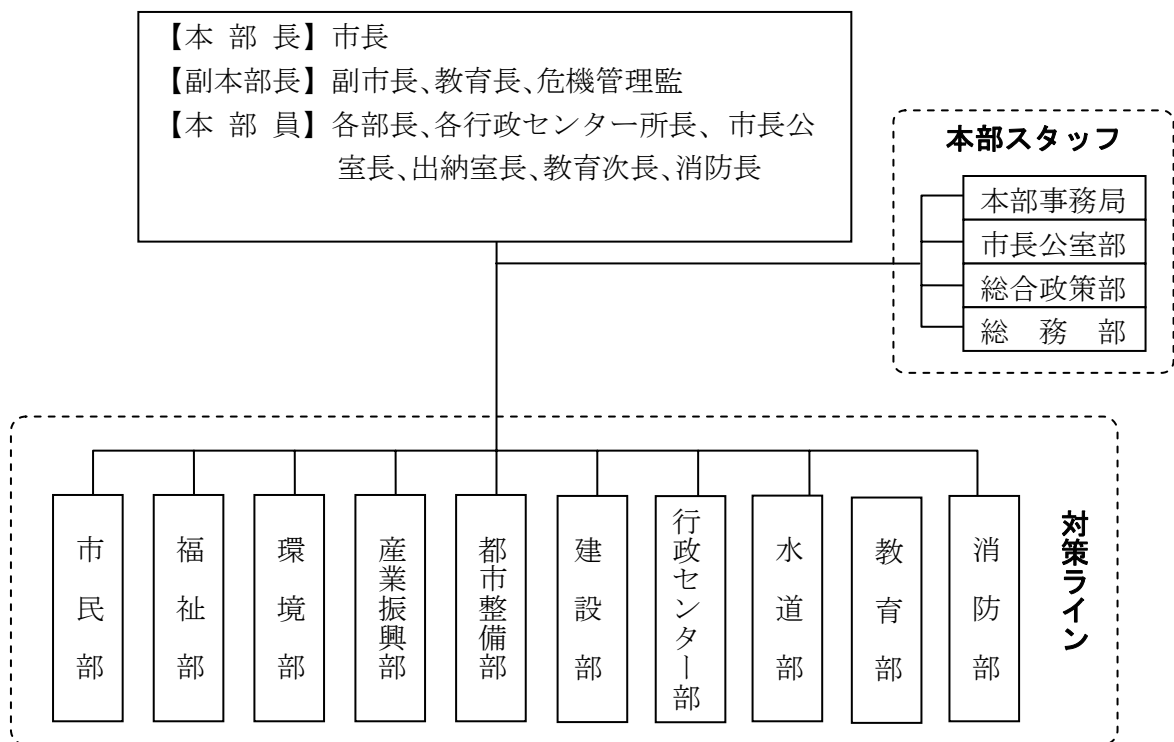 【本 部 長】市長
【副本部長】副市長、教育長、危機管理監
【本 部 員】各部長、各行政センター所長、市長公
室長、出納室長、教育次長、消防長
本部スタッフ
本部事務局
市長公室部
総合政策部
総 務 部
市民部
福祉部
環境部
産業振興部
都市整備部
建設部
行政センター部
水道部
教育部
消防部
対策ライン